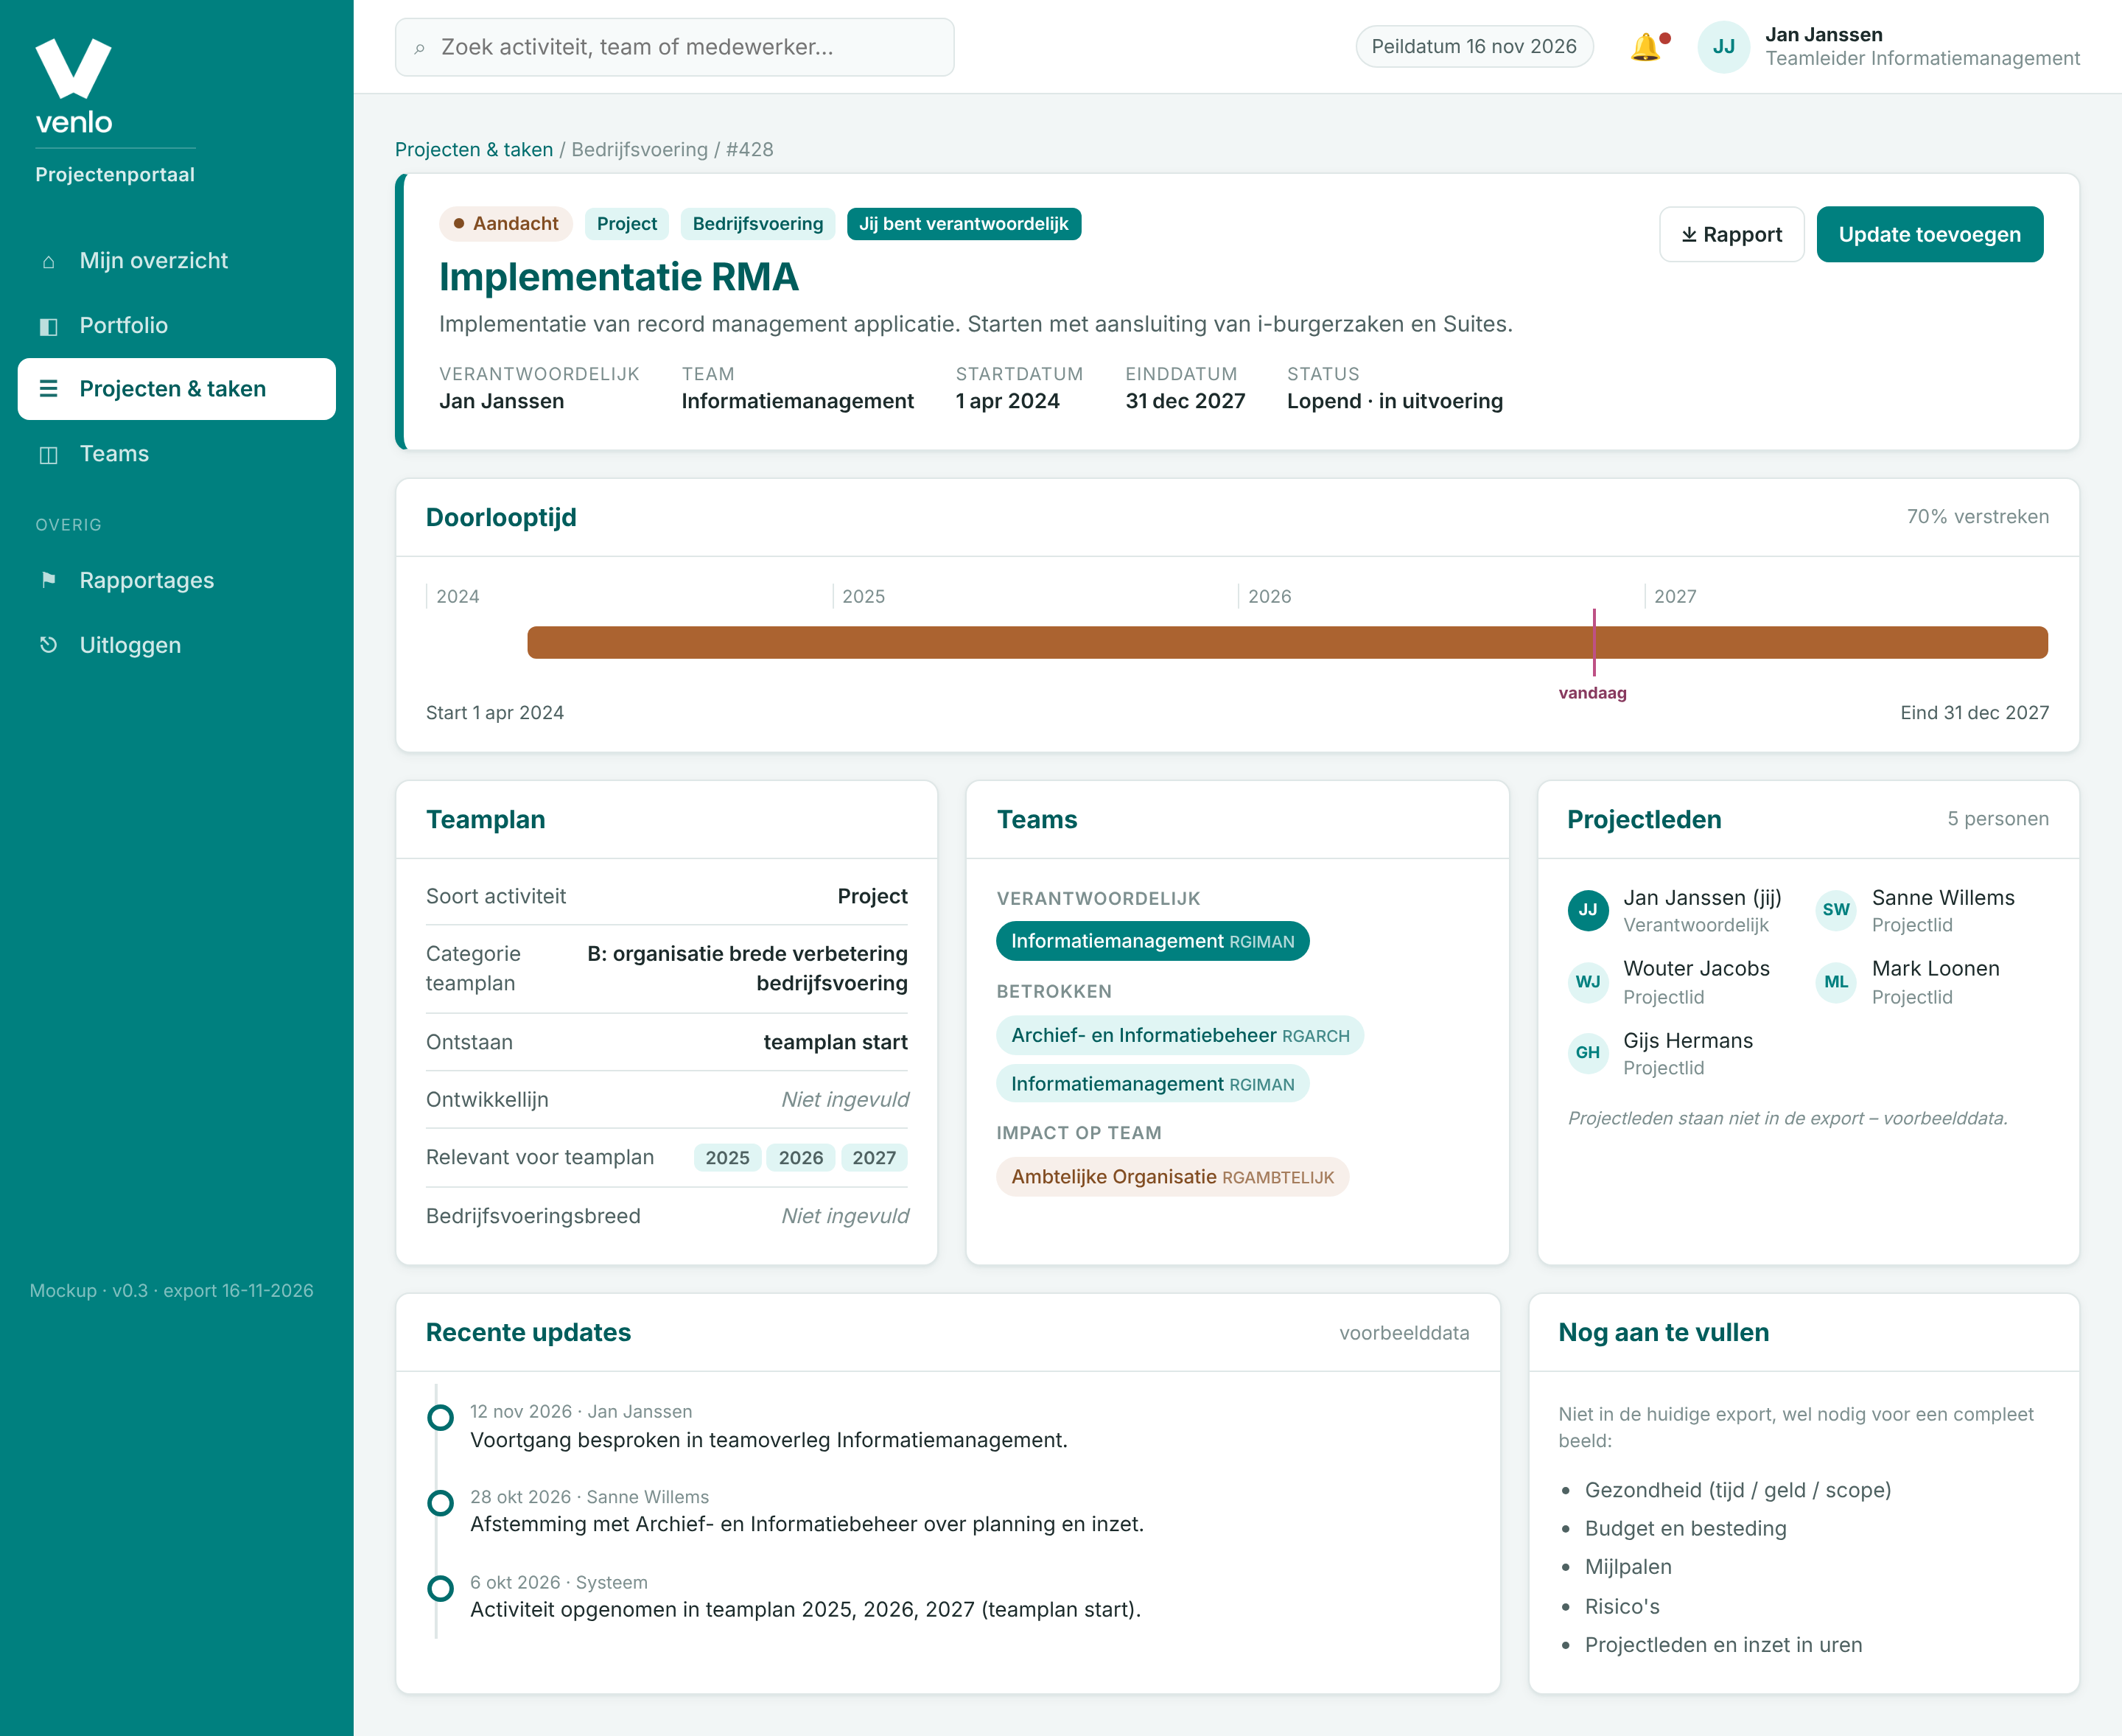 venlo
Projectenportaal
Mijn overzicht
Portfolio
Projecten & taken
Teams
OVERIG
Rapportages
Uitloggen
Mockup · v0.3 · export 16-11-2026
Zoek activiteit, team of medewerker...
Peildatum 16 nov 2026
JJ
Jan Janssen
Teamleider Informatiemanagement
Projecten & taken / Bedrijfsvoering / #428
Aandacht
Project
Bedrijfsvoering
Jij bent verantwoordelijk
Rapport
Update toevoegen
Implementatie RMA
Implementatie van record management applicatie. Starten met aansluiting van i-burgerzaken en Suites.
VERANTWOORDELIJK
Jan Janssen
TEAM
Informatiemanagement
STARTDATUM
1 apr 2024
EINDDATUM
31 dec 2027
STATUS
Lopend · in uitvoering
Doorlooptijd
70% verstreken
2024
2025
2026
2027
vandaag
Start 1 apr 2024
Eind 31 dec 2027
Teamplan
Soort activiteit
Project
Categorie teamplan
B: organisatie brede verbetering
bedrijfsvoering
Ontstaan
teamplan start
Ontwikkellijn
Niet ingevuld
Relevant voor teamplan
2025
2026
2027
Bedrijfsvoeringsbreed
Niet ingevuld
Teams
VERANTWOORDELIJK
Informatiemanagement RGIMAN
BETROKKEN
Archief- en Informatiebeheer RGARCH
Informatiemanagement RGIMAN
IMPACT OP TEAM
Ambtelijke Organisatie RGAMBTELIJK
Projectleden
5 personen
JJ
Jan Janssen (jij)
Verantwoordelijk
SW
Sanne Willems
Projectlid
WJ
Wouter Jacobs
Projectlid
ML
Mark Loonen
Projectlid
GH
Gijs Hermans
Projectlid
Projectleden staan niet in de export – voorbeelddata.
Recente updates
voorbeelddata
12 nov 2026 · Jan Janssen
Voortgang besproken in teamoverleg Informatiemanagement.
28 okt 2026 · Sanne Willems
Afstemming met Archief- en Informatiebeheer over planning en inzet.
6 okt 2026 · Systeem
Activiteit opgenomen in teamplan 2025, 2026, 2027 (teamplan start).
Nog aan te vullen
Niet in de huidige export, wel nodig voor een compleet
beeld:
• Gezondheid (tijd / geld / scope)
• Budget en besteding
• Mijlpalen
• Risico's
• Projectleden en inzet in uren